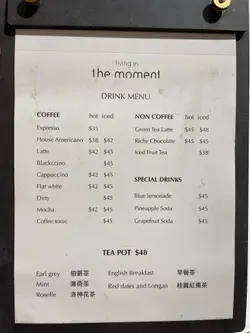 living in
the moment
DRINK MENU
COFFEE hot iced
Espresso $35
House Americano $38 $42
Latte $42 $45
Blackccino $45
Cappuccino $42 $45
Flat white $42 $45
Dirty $45
Mocha $42 $45
Coffee tonic $45
NON COFFEE hot iced
Green Tea Latte $45 $48
Richy Chocolate $45 $45
Iced Fruit Tea $38
SPECIAL DRINKS
Blue lemonade $45
Pineapple Soda $45
Grapefruit Soda $45
TEA POT $48
Earl grey 伯爵茶 English Breakfast 早餐茶
Mint 薄荷茶 Red dates and Longan 桂圓紅棗茶
Roselle 洛神花茶